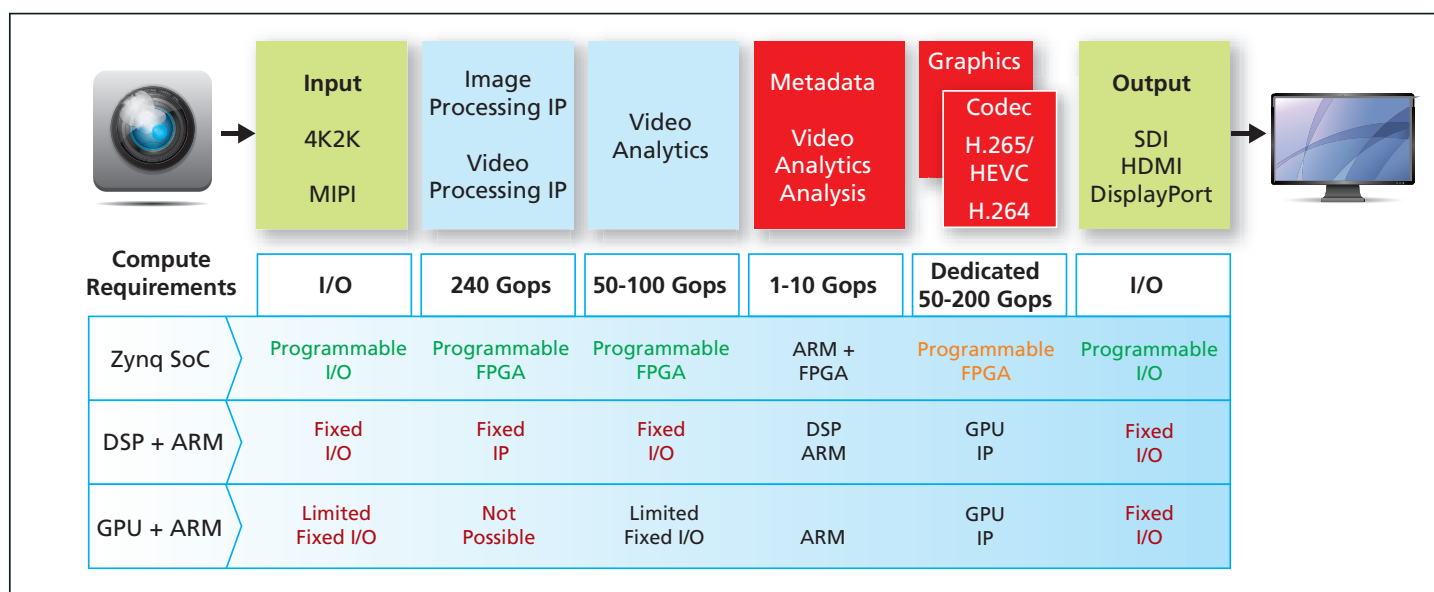 Input
4K2K
MIPI
Image
Processing IP
Video
Processing IP
Video
Analytics
Metadata
Video
Analytics
Analysis
Graphics
Codec
H.265/
HEVC
H.264
Output
SDI
HDMI
DisplayPort
Compute
Requirements
I/O
240 Gops
50-100 Gops
1-10 Gops
Dedicated
50-200 Gops
I/O
Zynq SoC
Programmable
I/O
Programmable
FPGA
Programmable
FPGA
ARM +
FPGA
Programmable
FPGA
Programmable
I/O
DSP + ARM
Fixed
I/O
Fixed
IP
Fixed
I/O
DSP
ARM
GPU
IP
Fixed
I/O
GPU + ARM
Limited
Fixed I/O
Not
Possible
Limited
Fixed I/O
ARM
GPU
IP
Fixed
I/O